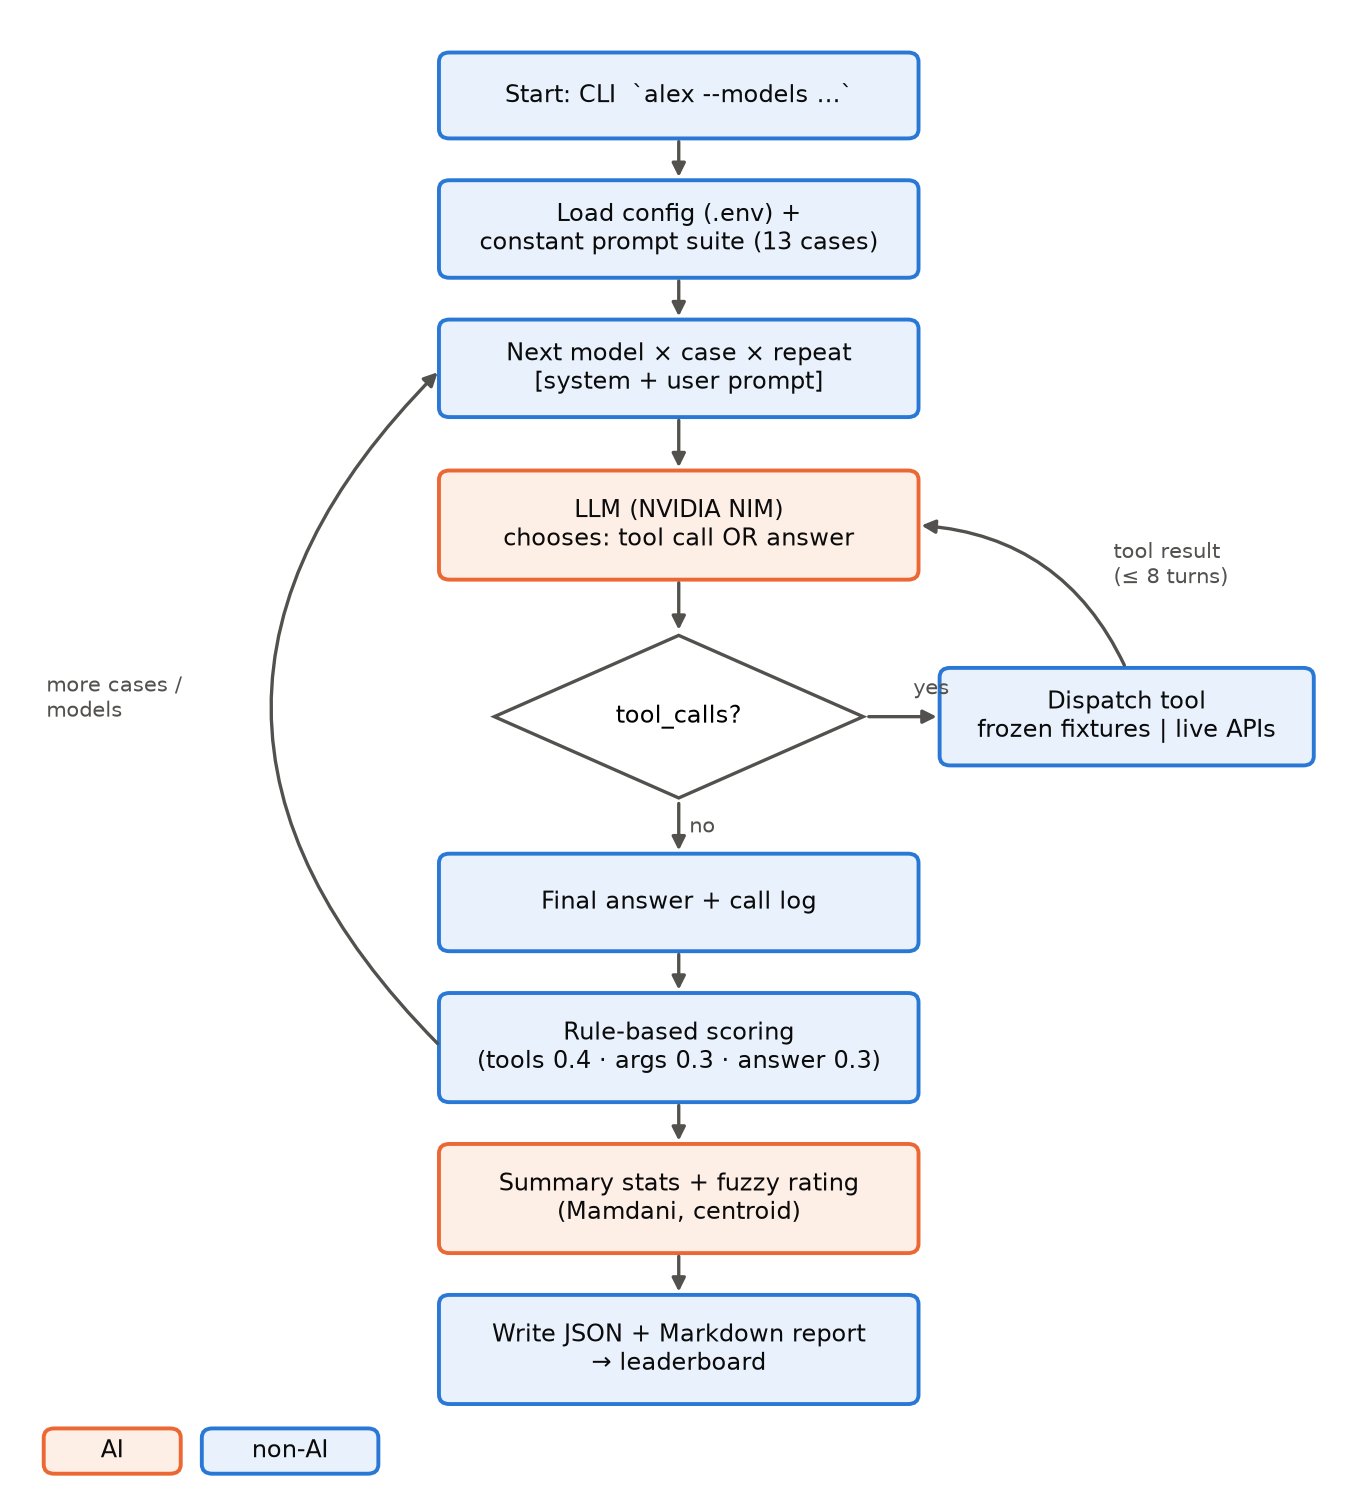 Start: CLI  `alex --models ...`
Load config (.env) +
constant prompt suite (13 cases)
Next model × case × repeat
[system + user prompt]
LLM (NVIDIA NIM)
chooses: tool call OR answer
tool result
(≤ 8 turns)
more cases /
models
tool_calls?
yes
Dispatch tool
frozen fixtures | live APIs
no
Final answer + call log
Rule-based scoring
(tools 0.4 · args 0.3 · answer 0.3)
Summary stats + fuzzy rating
(Mamdani, centroid)
Write JSON + Markdown report
→ leaderboard
AI
non-AI